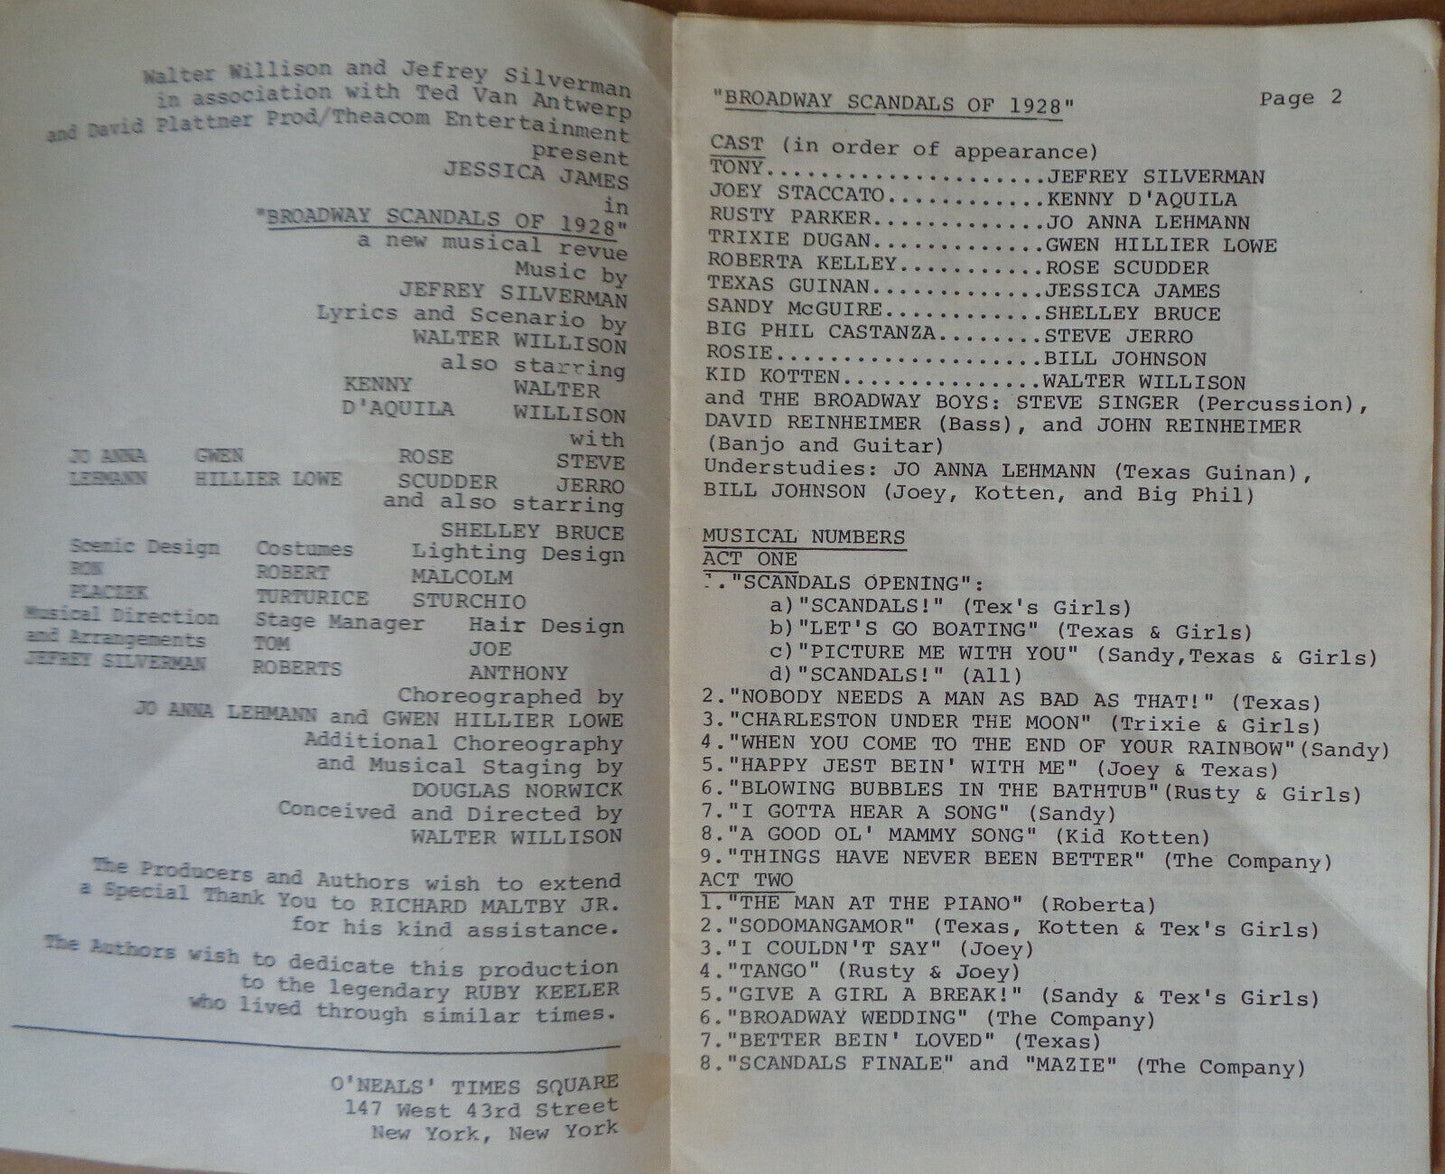 Walter Willison and Jefrey Silverman
in association with Ted Van Antwerp
and David Plattner Prod/Theacom Entertainment
present
JESSICA JAMES
in
"BROADWAY SCANDALS OF 1928"
a new musical revue
Music by
JEFREY SILVERMAN
Lyrics and Scenario by
WALTER WILLISON
also starring
KENNY WALTER
D'AQUILA WILLISON
with
JO ANNA GWEN ROSE STEVE
LEHMANN HILLIER LOWE SCUDDER JERRO
and also starring
SHELLEY BRUCE
Scenic Design Costumes Lighting Design
RON ROBERT MALCOLM
PLACZEK TURTURICE STURCHIO
Musical Direction Stage Manager Hair Design
and Arrangements TOM JOE
JEFREY SILVERMAN ROBERTS ANTHONY
Choreographed by
JO ANNA LEHMANN and GWEN HILLIER LOWE
Additional Choreography
and Musical Staging by
DOUGLAS NORWICK
Conceived and Directed by
WALTER WILLISON
The Producers and Authors wish to extend
a Special Thank You to RICHARD MALTBY JR.
for his kind assistance.
The Authors wish to dedicate this production
to the legendary RUBY KEELER
who lived through similar times.
O'NEALS' TIMES SQUARE
147 West 43rd Street
New York, New York
"BROADWAY SCANDALS OF 1928" Page 2
CAST (in order of appearance)
TONY.....................JEFREY SILVERMAN
JOEY STACCATO............KENNY D'AQUILA
RUSTY PARKER.............JO ANNA LEHMANN
TRIXIE DUGAN.............GWEN HILLIER LOWE
ROBERTA KELLEY...........ROSE SCUDDER
TEXAS GUINAN.............JESSICA JAMES
SANDY McGUIRE............SHELLEY BRUCE
BIG PHIL CASTANZA........STEVE JERRO
ROSIE....................BILL JOHNSON
KID KOTTEN...............WALTER WILLISON
and THE BROADWAY BOYS: STEVE SINGER (Percussion),
DAVID REINHEIMER (Bass), and JOHN REINHEIMER
(Banjo and Guitar)
Understudies: JO ANNA LEHMANN (Texas Guinan),
BILL JOHNSON (Joey, Kotten, and Big Phil)
MUSICAL NUMBERS
ACT ONE
1."SCANDALS OPENING":
a)"SCANDALS!" (Tex's Girls)
b)"LET'S GO BOATING" (Texas & Girls)
c)"PICTURE ME WITH YOU" (Sandy,Texas & Girls)
d)"SCANDALS!" (All)
2."NOBODY NEEDS A MAN AS BAD AS THAT!" (Texas)
3."CHARLESTON UNDER THE MOON" (Trixie & Girls)
4."WHEN YOU COME TO THE END OF YOUR RAINBOW"(Sandy)
5."HAPPY JEST BEIN' WITH ME" (Joey & Texas)
6."BLOWING BUBBLES IN THE BATHTUB"(Rusty & Girls)
7."I GOTTA HEAR A SONG" (Sandy)
8."A GOOD OL' MAMMY SONG" (Kid Kotten)
9."THINGS HAVE NEVER BEEN BETTER" (The Company)
ACT TWO
1."THE MAN AT THE PIANO" (Roberta)
2."SODOMANGAMOR" (Texas, Kotten & Tex's Girls)
3."I COULDN'T SAY" (Joey)
4."TANGO" (Rusty & Joey)
5."GIVE A GIRL A BREAK!" (Sandy & Tex's Girls)
6."BROADWAY WEDDING" (The Company)
7."BETTER BEIN' LOVED" (Texas)
8."SCANDALS FINALE" and "MAZIE" (The Company)